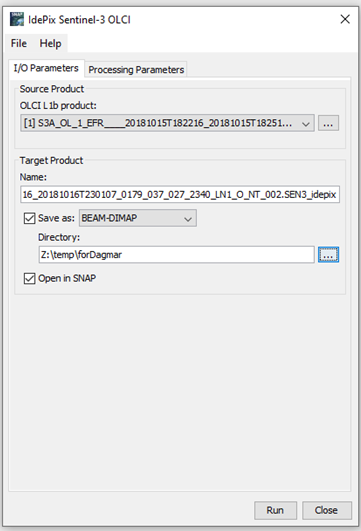 SNAP IdePix Sentinel-3 OLCI
File Help
I/O Parameters Processing Parameters
Source Product
OLCI L1b product:
[1] S3A_OL_1_EFR____20181015T182216_20181015T18251... ...
Target Product
Name:
16_20181016T230107_0179_037_027_2340_LN1_O_NT_002.SEN3_idepix
Save as: BEAM-DIMAP
Directory:
Z:\temp\forDagmar ...
Open in SNAP
Run Close